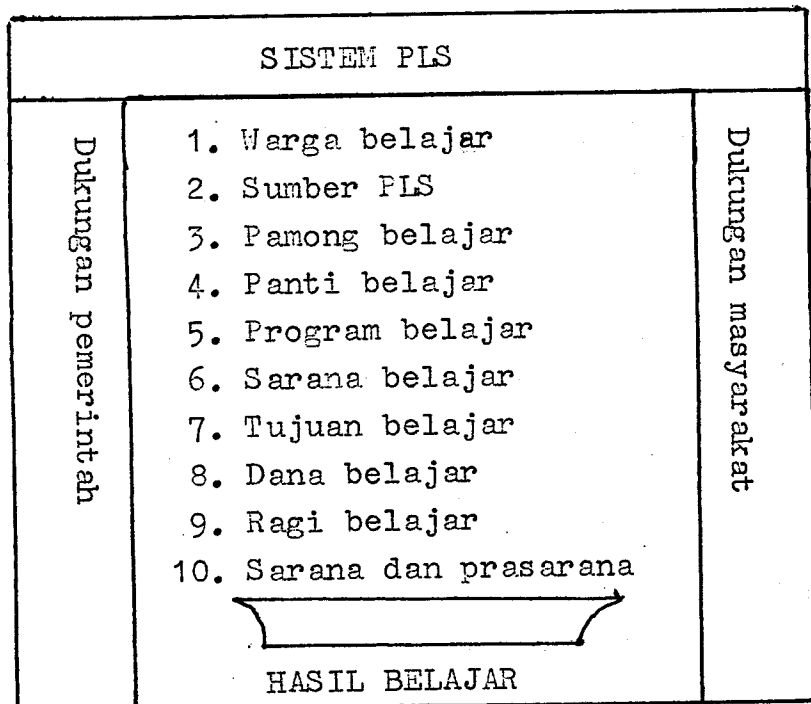 SISTEM PLS
Dukungan pemerintah
1. Warga belajar
2. Sumber PLS
3. Pamong belajar
4. Panti belajar
5. Program belajar
6. Sarana belajar
7. Tujuan belajar
8. Dana belajar
9. Ragi belajar
10. Sarana dan prasarana
HASIL BELAJAR
Dukungan masyarakat